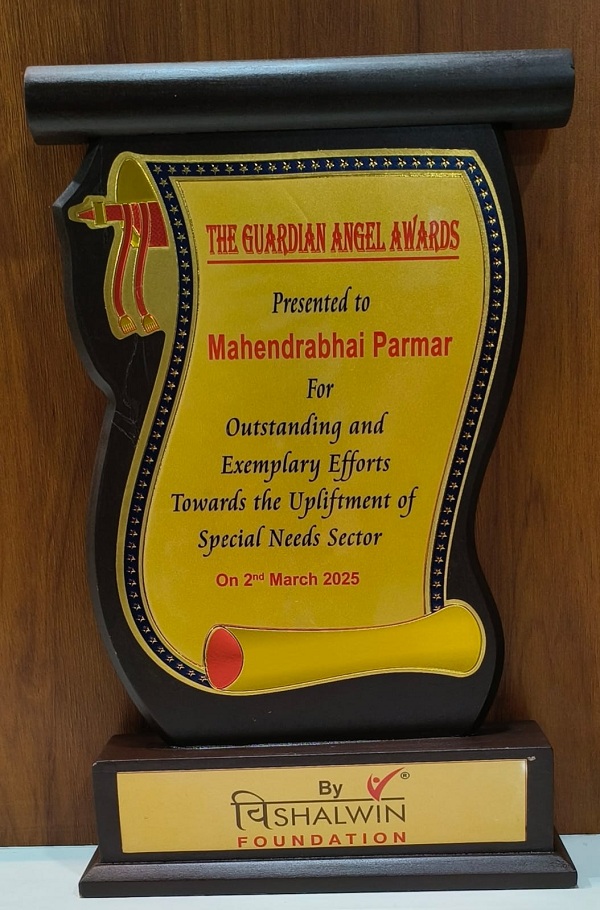 THE GUARDIAN ANGEL AWARDS
Presented to
Mahendrabhai Parmar
For
Outstanding and
Exemplary Efforts
Towards the Upliftment of
Special Needs Sector
On 2nd March 2025
By
विSHALWIN®
FOUNDATION